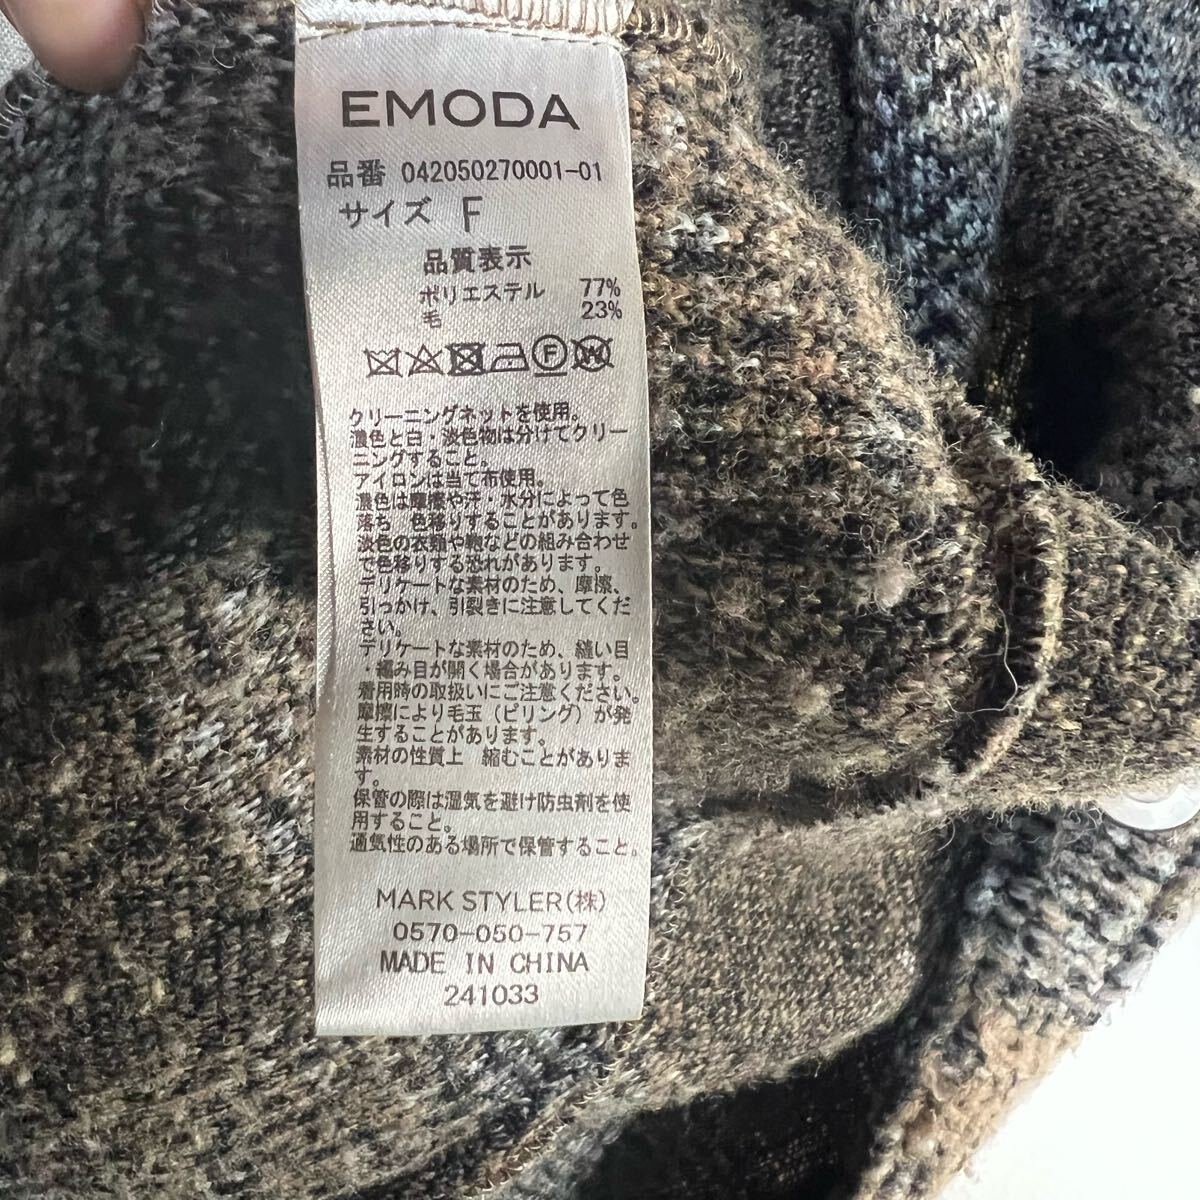 EMODA
品番 042050270001-01
サイズ F
品質表示
ポリエステル 77%
毛 23%
F W
クリーニングネットを使用。
濃色と白・淡色物は分けてクリー
ニングすること。
アイロンは当て布使用。
濃色は摩擦や汗・水分によって色
落ち 色移りすることがあります。
淡色の衣類や鞄などの組み合わせ
で色移りする恐れがあります。
デリケートな素材のため、摩擦、
引っかけ、引裂きに注意してくだ
さい。
デリケートな素材のため、縫い目
・編み目が開く場合があります。
着用時の取扱いにご注意ください。
摩擦により毛玉（ピリング）が発
生することがあります。
素材の性質上 縮むことがありま
す。
保管の際は湿気を避け防虫剤を使
用すること。
通気性のある場所で保管すること。
MARK STYLER(株)
0570-050-757
MADE IN CHINA
241033